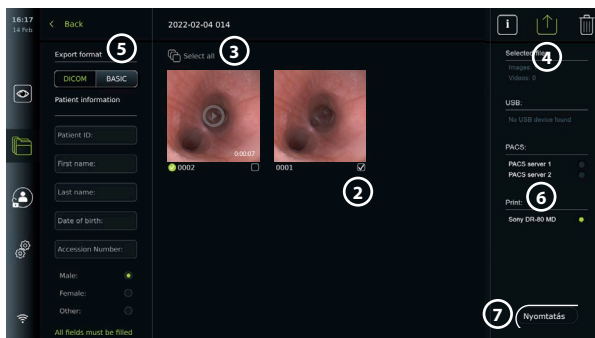 16:17
14 Feb
Back
2022-02-04 014
i
Export format
5
DICOM
BASIC
Patient information
Patient ID:
First name:
Last name:
Date of birth:
Accession Number:
Male:
Female:
Other:
All fields must be filled
Select all
3
0:00:07
0002
0001
2
Selected files
4
Images:
Videos: 0
USB:
No USB device found
PACS:
PACS server 1
PACS server 2
Print:
6
Sony DR-80 MD
7
Nyomtatás